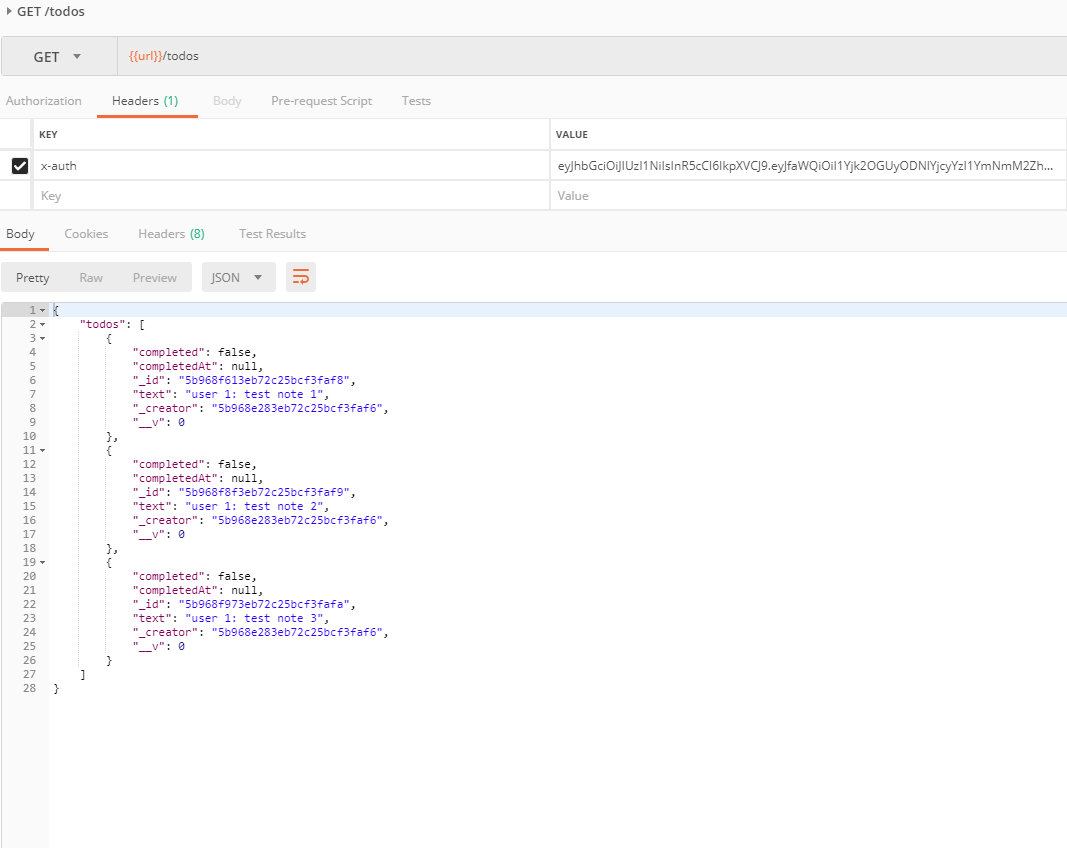 GET /todos
GET {{url}}/todos
Authorization Headers (1) Body Pre-request Script Tests
KEY VALUE
x-auth eyJhbGciOiJIUzI1NiIsInR5cCI6IkpXVCJ9.eyJfaWQiOiI1Yjk2OGUyODNlYjcyYzI1YmNmM2Zh...
Key Value
Body Cookies Headers (8) Test Results
Pretty Raw Preview JSON
1 {
2 "todos": [
3 {
4 "completed": false,
5 "completedAt": null,
6 "_id": "5b968f613eb72c25bcf3faf8",
7 "text": "user 1: test note 1",
8 "_creator": "5b968e283eb72c25bcf3faf6",
9 "__v": 0
10 },
11 {
12 "completed": false,
13 "completedAt": null,
14 "_id": "5b968f8f3eb72c25bcf3faf9",
15 "text": "user 1: test note 2",
16 "_creator": "5b968e283eb72c25bcf3faf6",
17 "__v": 0
18 },
19 {
20 "completed": false,
21 "completedAt": null,
22 "_id": "5b968f973eb72c25bcf3fafa",
23 "text": "user 1: test note 3",
24 "_creator": "5b968e283eb72c25bcf3faf6",
25 "__v": 0
26 }
27 ]
28 }